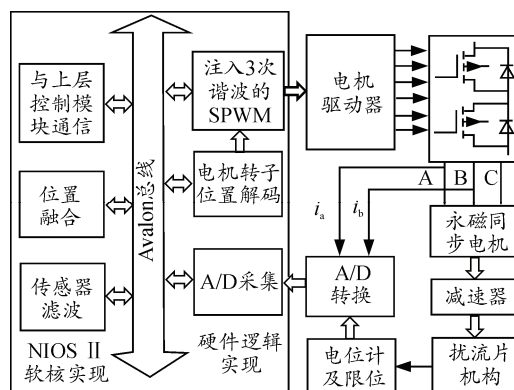 与上层
控制模
块通信
位置
融合
传感器
滤波
NIOS II
软核实现
Avalon总线
注入3次
谐波的
SPWM
电机转子
位置解码
A/D采集
硬件逻辑
实现
电机
驱动器
A
B
C
ia
ib
A/D
转换
电位计
及限位
永磁同
步电机
减速器
扰流片
机构